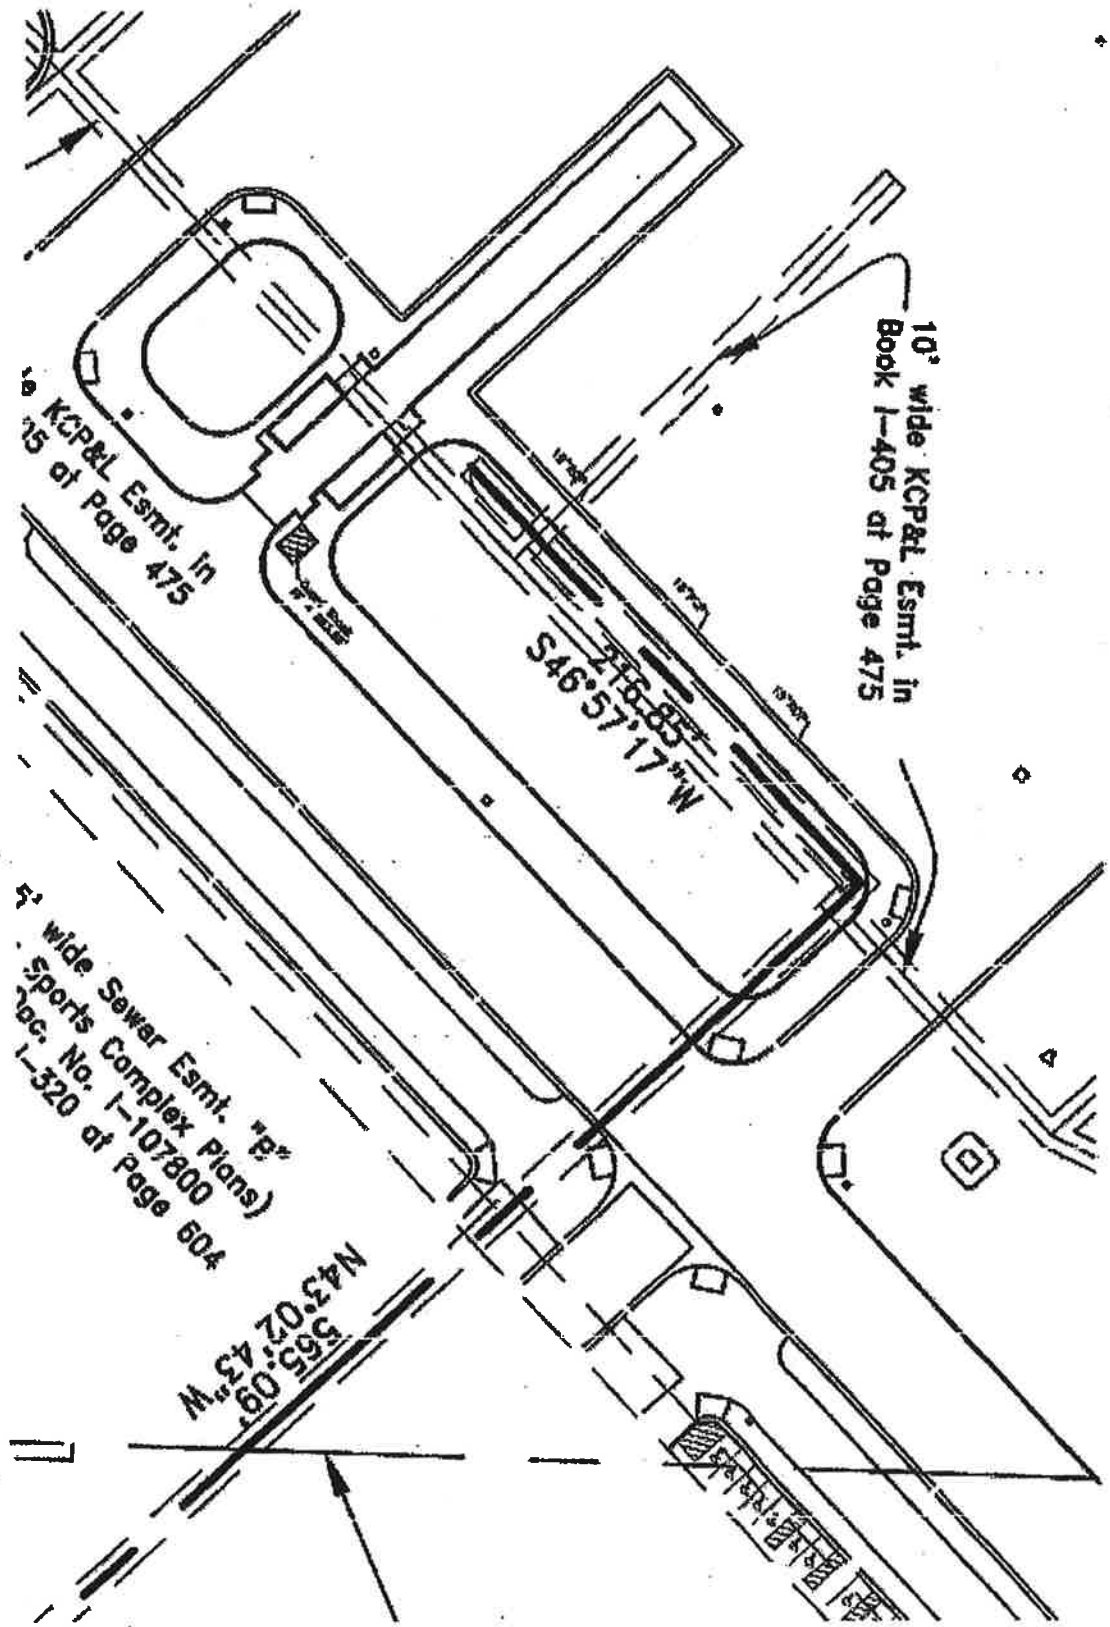 10' wide KCP&L Esmt. in
Book I-405 at Page 475
KCP&L Esmt. in
05 at Page 475
216.85'
S46°57'17"W
5' wide Sewer Esmt. "B"
Sports Complex Plans)
Doc. No. I-107800
I-320 at Page 604
N43°02'43"W
565.09'